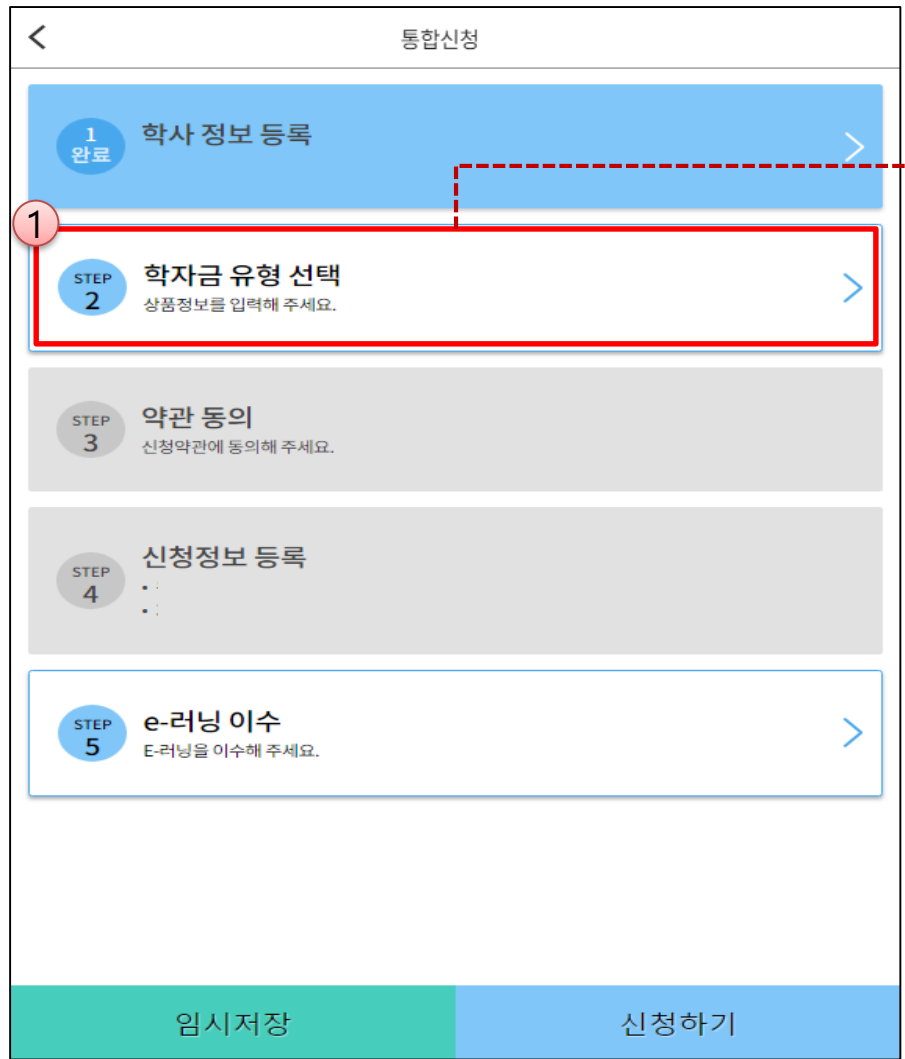 통합신청
1
완료
학사 정보 등록
1
STEP
2
학자금 유형 선택
상품정보를 입력해 주세요.
STEP
3
약관 동의
신청약관에 동의해 주세요.
STEP
4
신청정보 등록
STEP
5
e-러닝 이수
E-러닝을 이수해 주세요.
임시저장
신청하기